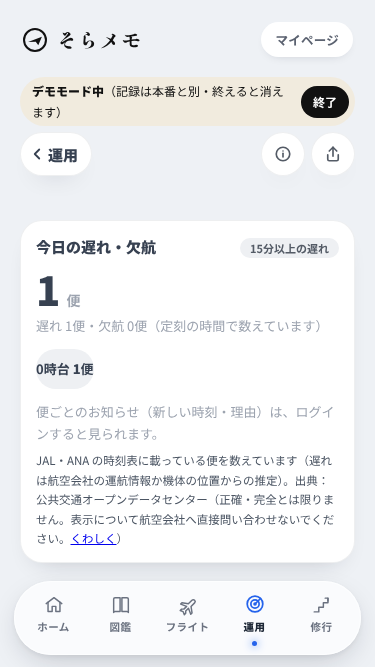 そらメモ
マイページ
デモモード中（記録は本番と別・終えると消え
ます）
終了
運用
今日の遅れ・欠航
15分以上の遅れ
1 便
遅れ 1便・欠航 0便（定刻の時間で数えています）
0時台 1便
便ごとのお知らせ（新しい時刻・理由）は、ログイ
ンすると見られます。
JAL・ANA の時刻表に載っている便を数えています（遅れ
は航空会社の運航情報か機体の位置からの推定）。出典：
公共交通オープンデータセンター（正確・完全とは限りま
せん。表示について航空会社へ直接問い合わせないでくだ
さい。くわしく）
ホーム
図鑑
フライト
運用
修行